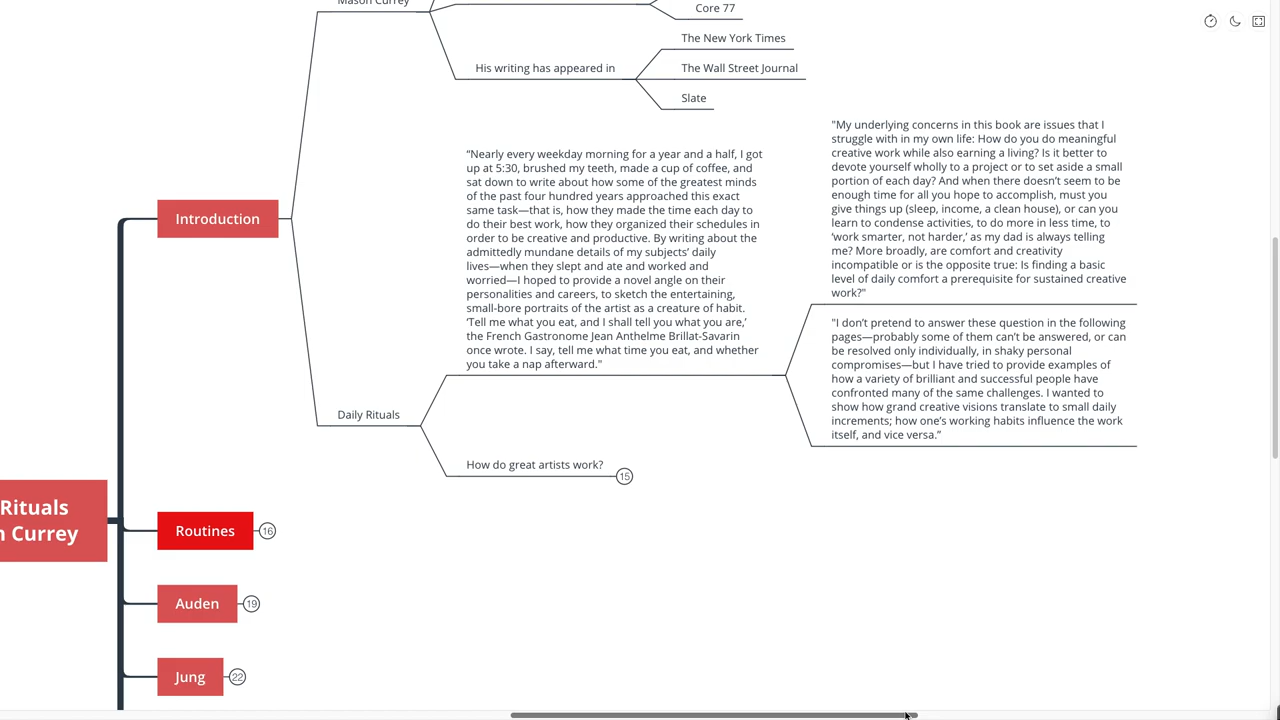 Mason Currey
Core 77
His writing has appeared in
The New York Times
The Wall Street Journal
Slate
Introduction
“Nearly every weekday morning for a year and a half, I got
up at 5:30, brushed my teeth, made a cup of coffee, and
sat down to write about how some of the greatest minds
of the past four hundred years approached this exact
same task—that is, how they made the time each day to
do their best work, how they organized their schedules in
order to be creative and productive. By writing about the
admittedly mundane details of my subjects’ daily
lives—when they slept and ate and worked and
worried—I hoped to provide a novel angle on their
personalities and careers, to sketch the entertaining,
small-bore portraits of the artist as a creature of habit.
‘Tell me what you eat, and I shall tell you what you are,’
the French Gastronome Jean Anthelme Brillat-Savarin
once wrote. I say, tell me what time you eat, and whether
you take a nap afterward."
"My underlying concerns in this book are issues that I
struggle with in my own life: How do you do meaningful
creative work while also earning a living? Is it better to
devote yourself wholly to a project or to set aside a small
portion of each day? And when there doesn’t seem to be
enough time for all you hope to accomplish, must you
give things up (sleep, income, a clean house), or can you
learn to condense activities, to do more in less time, to
‘work smarter, not harder,’ as my dad is always telling
me? More broadly, are comfort and creativity
incompatible or is the opposite true: Is finding a basic
level of daily comfort a prerequisite for sustained creative
work?"
"I don’t pretend to answer these question in the following
pages—probably some of them can’t be answered, or can
be resolved only individually, in shaky personal
compromises—but I have tried to provide examples of
how a variety of brilliant and successful people have
confronted many of the same challenges. I wanted to
show how grand creative visions translate to small daily
increments; how one’s working habits influence the work
itself, and vice versa.”
Daily Rituals
How do great artists work? 15
Rituals
n Currey
Routines 16
Auden 19
Jung 22